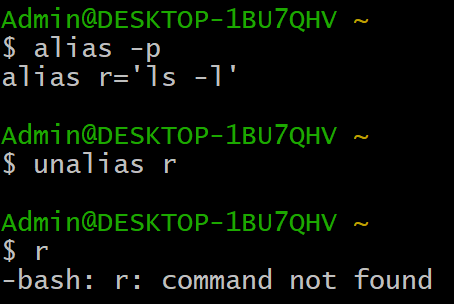 Admin@DESKTOP-1BU7QHV ~
$ alias -p
alias r='ls -l'
Admin@DESKTOP-1BU7QHV ~
$ unalias r
Admin@DESKTOP-1BU7QHV ~
$ r
-bash: r: command not found